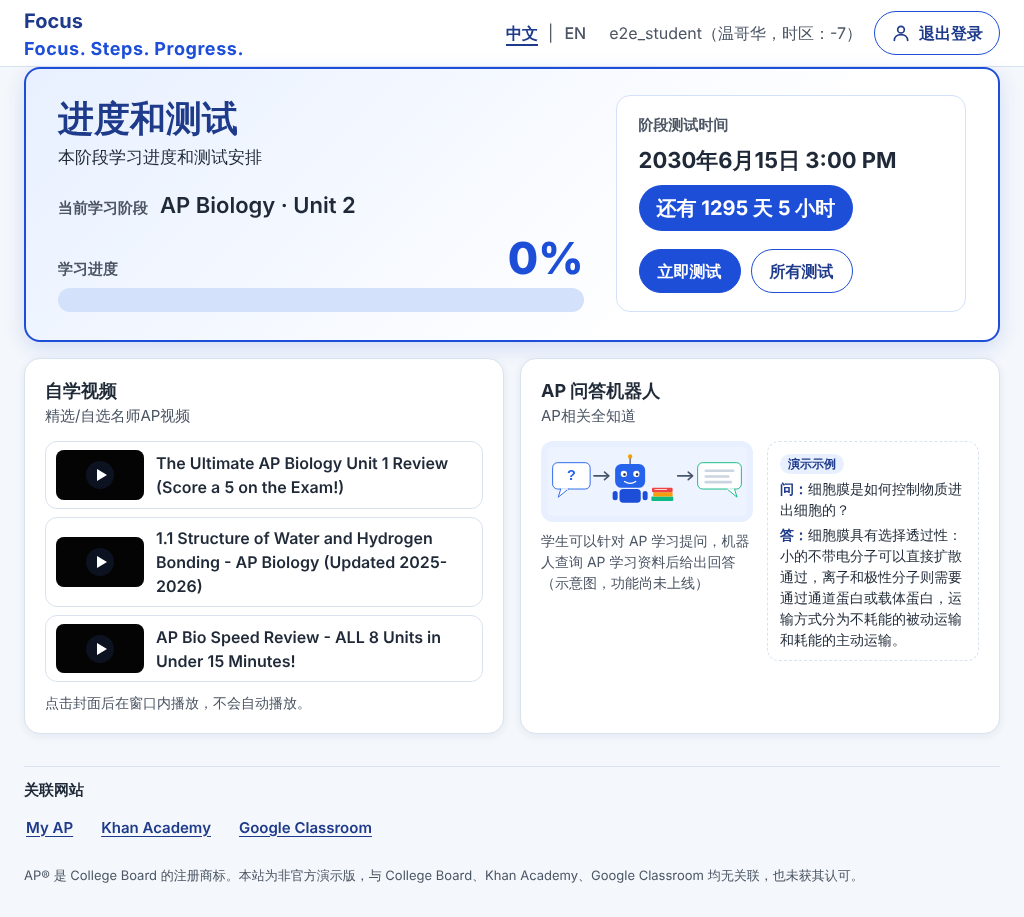 Focus
Focus. Steps. Progress.
中文 | EN e2e_student（温哥华，时区：-7） 退出登录
进度和测试
本阶段学习进度和测试安排
当前学习阶段 AP Biology · Unit 2
学习进度 0%
阶段测试时间
2030年6月15日 3:00 PM
还有 1295 天 5 小时
立即测试 所有测试
自学视频
精选/自选名师AP视频
The Ultimate AP Biology Unit 1 Review
(Score a 5 on the Exam!)
1.1 Structure of Water and Hydrogen
Bonding - AP Biology (Updated 2025-
2026)
AP Bio Speed Review - ALL 8 Units in
Under 15 Minutes!
点击封面后在窗口内播放，不会自动播放。
AP 问答机器人
AP相关全知道
?
学生可以针对 AP 学习提问，机器
人查询 AP 学习资料后给出回答
（示意图，功能尚未上线）
演示示例
问：细胞膜是如何控制物质进
出细胞的？
答：细胞膜具有选择透过性：
小的不带电分子可以直接扩散
通过，离子和极性分子则需要
通过通道蛋白或载体蛋白，运
输方式分为不耗能的被动运输
和耗能的主动运输。
关联网站
My AP Khan Academy Google Classroom
AP® 是 College Board 的注册商标。本站为非官方演示版，与 College Board、Khan Academy、Google Classroom 均无关联，也未获其认可。